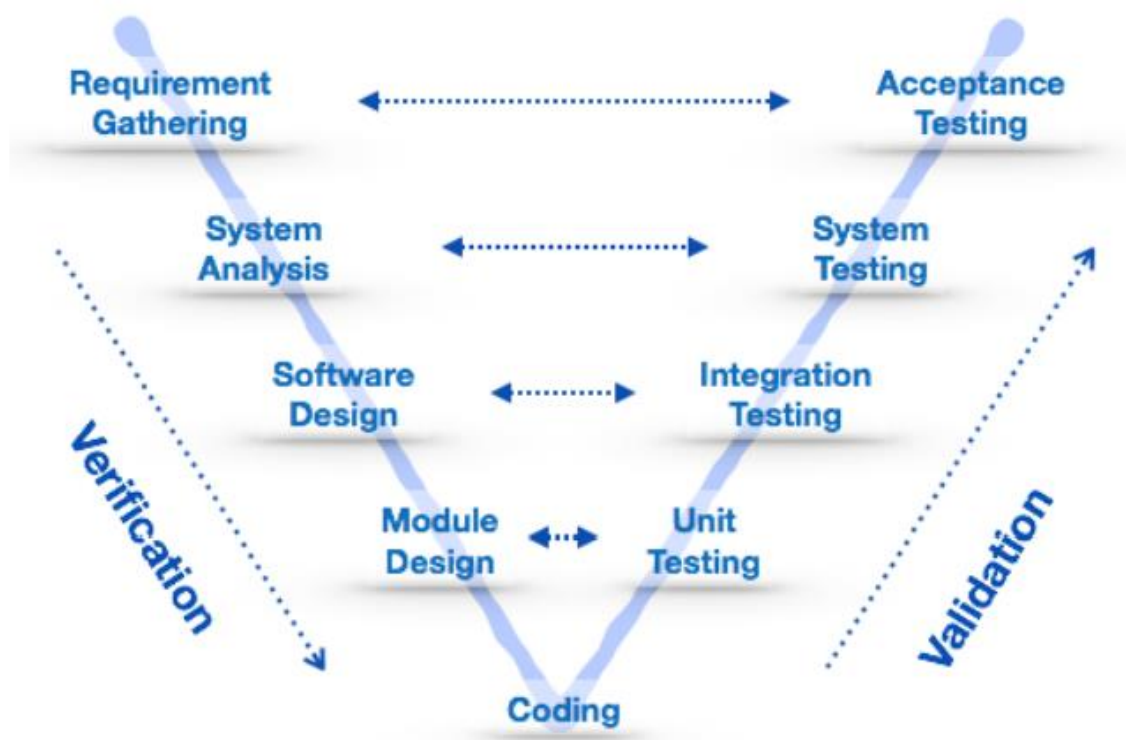 Requirement
Gathering
Acceptance
Testing
System
Analysis
System
Testing
Software
Design
Integration
Testing
Module
Design
Unit
Testing
Coding
Verification
Validation